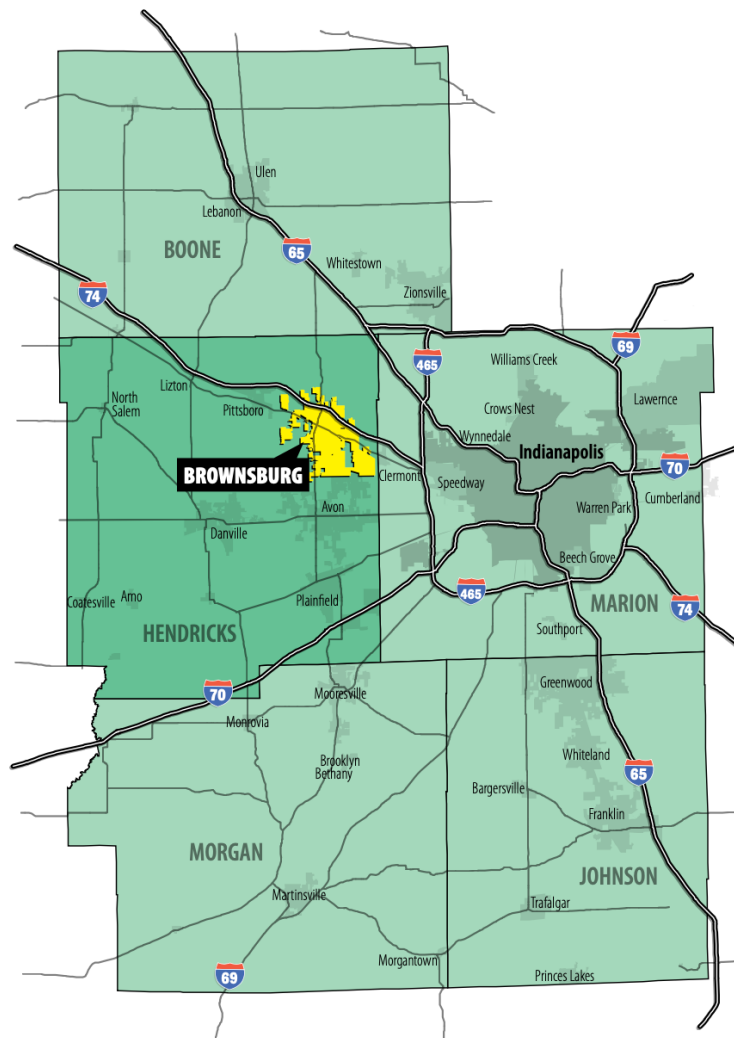 Ulen
Lebanon
BOONE
65
Whitestown
74
Zionsville
69
465
Williams Creek
North
Salem
Lizton
Pittsboro
Crows Nest
Lawernce
Wynnedale
Indianapolis
BROWNSBURG
Clermont
Speedway
70
Cumberland
Avon
Warren Park
Danville
Beech Grove
Coatesville
Amo
Plainfield
465
MARION
74
HENDRICKS
Southport
70
Mooresville
Greenwood
Monrovia
Brooklyn
Bethany
Whiteland
65
Bargersville
Franklin
MORGAN
JOHNSON
Martinsville
Trafalgar
Morgantown
69
Princes Lakes